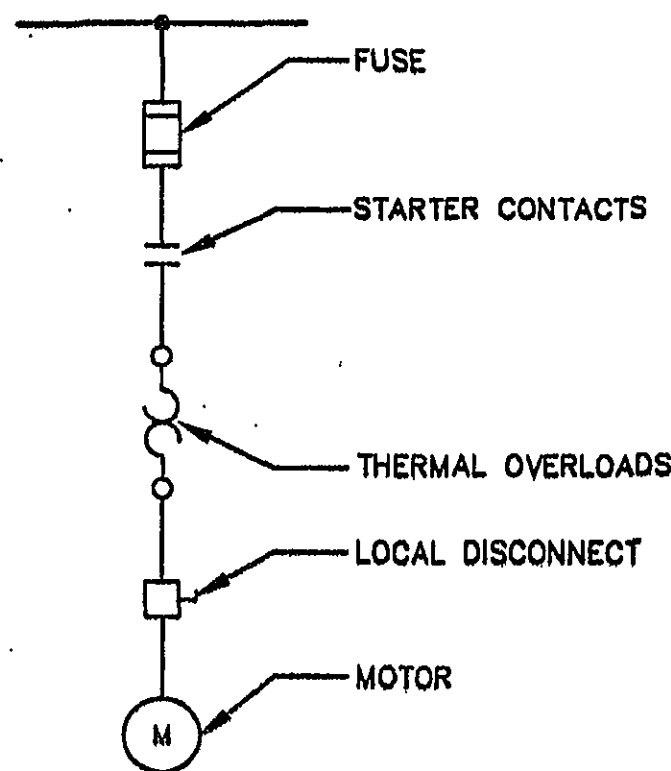 FUSE
STARTER CONTACTS
THERMAL OVERLOADS
LOCAL DISCONNECT
MOTOR
M